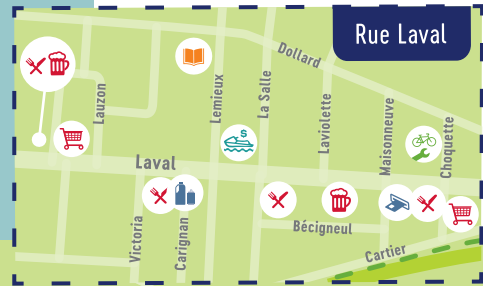 Rue Laval
Dollard
Lauzon
Lemieux
La Salle
Laviolette
Maisonneuve
Choquette
$
Laval
Victoria
Carignan
Bécigneul
Cartier